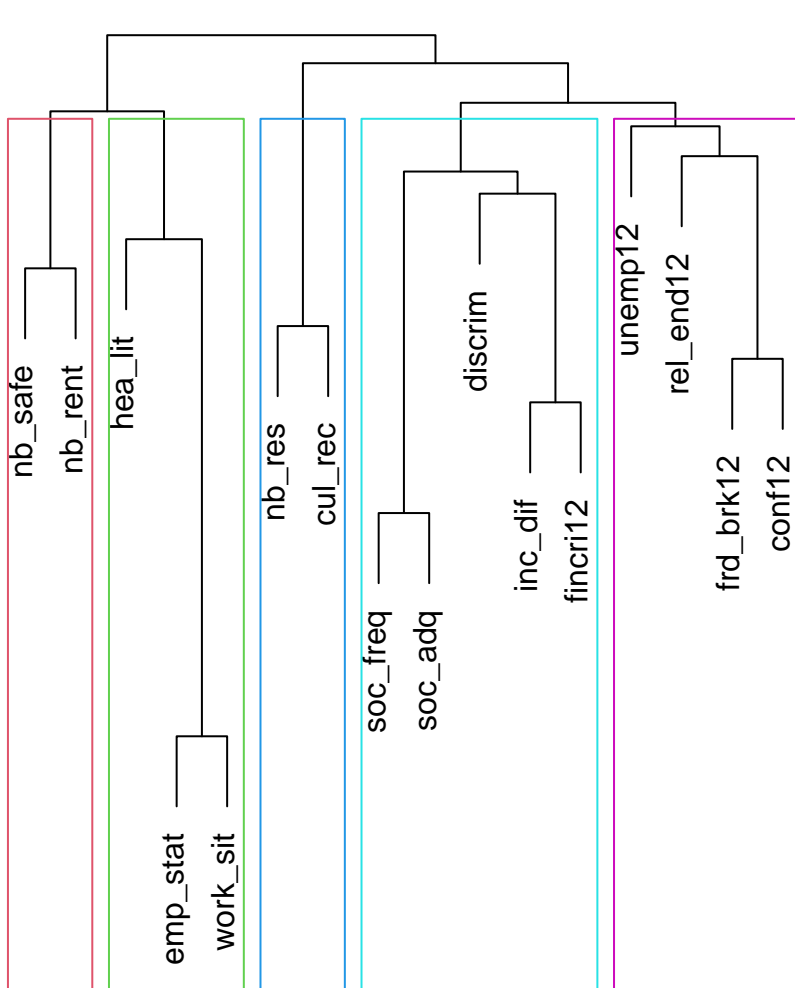 nb_safe
nb_rent
hea_lit
emp_stat
work_sit
nb_res
cul_rec
soc_freq
soc_adq
discrim
inc_dif
fincri12
unemp12
rel_end12
frd_brk12
conf12